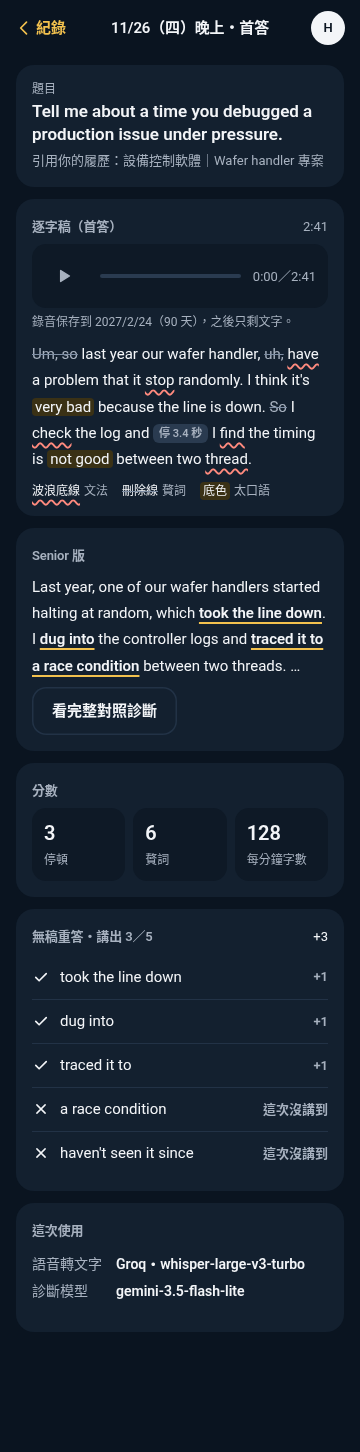 紀錄
11/26（四）晚上・首答
H
題目
Tell me about a time you debugged a
production issue under pressure.
引用你的履歷：設備控制軟體｜Wafer handler 專案
逐字稿（首答）
2:41
0:00／2:41
錄音保存到 2027/2/24（90 天），之後只剩文字。
Um, so last year our wafer handler, uh, have
a problem that it stop randomly. I think it's
very bad because the line is down. So I
check the log and 停 3.4 秒 I find the timing
is not good between two thread.
波浪底線 文法 刪除線 贅詞 底色 太口語
Senior 版
Last year, one of our wafer handlers started
halting at random, which took the line down.
I dug into the controller logs and traced it to
a race condition between two threads. …
看完整對照診斷
分數
3
停頓
6
贅詞
128
每分鐘字數
無稿重答・講出 3／5
+3
took the line down
+1
dug into
+1
traced it to
+1
a race condition
這次沒講到
haven't seen it since
這次沒講到
這次使用
語音轉文字 Groq・whisper-large-v3-turbo
診斷模型 gemini-3.5-flash-lite